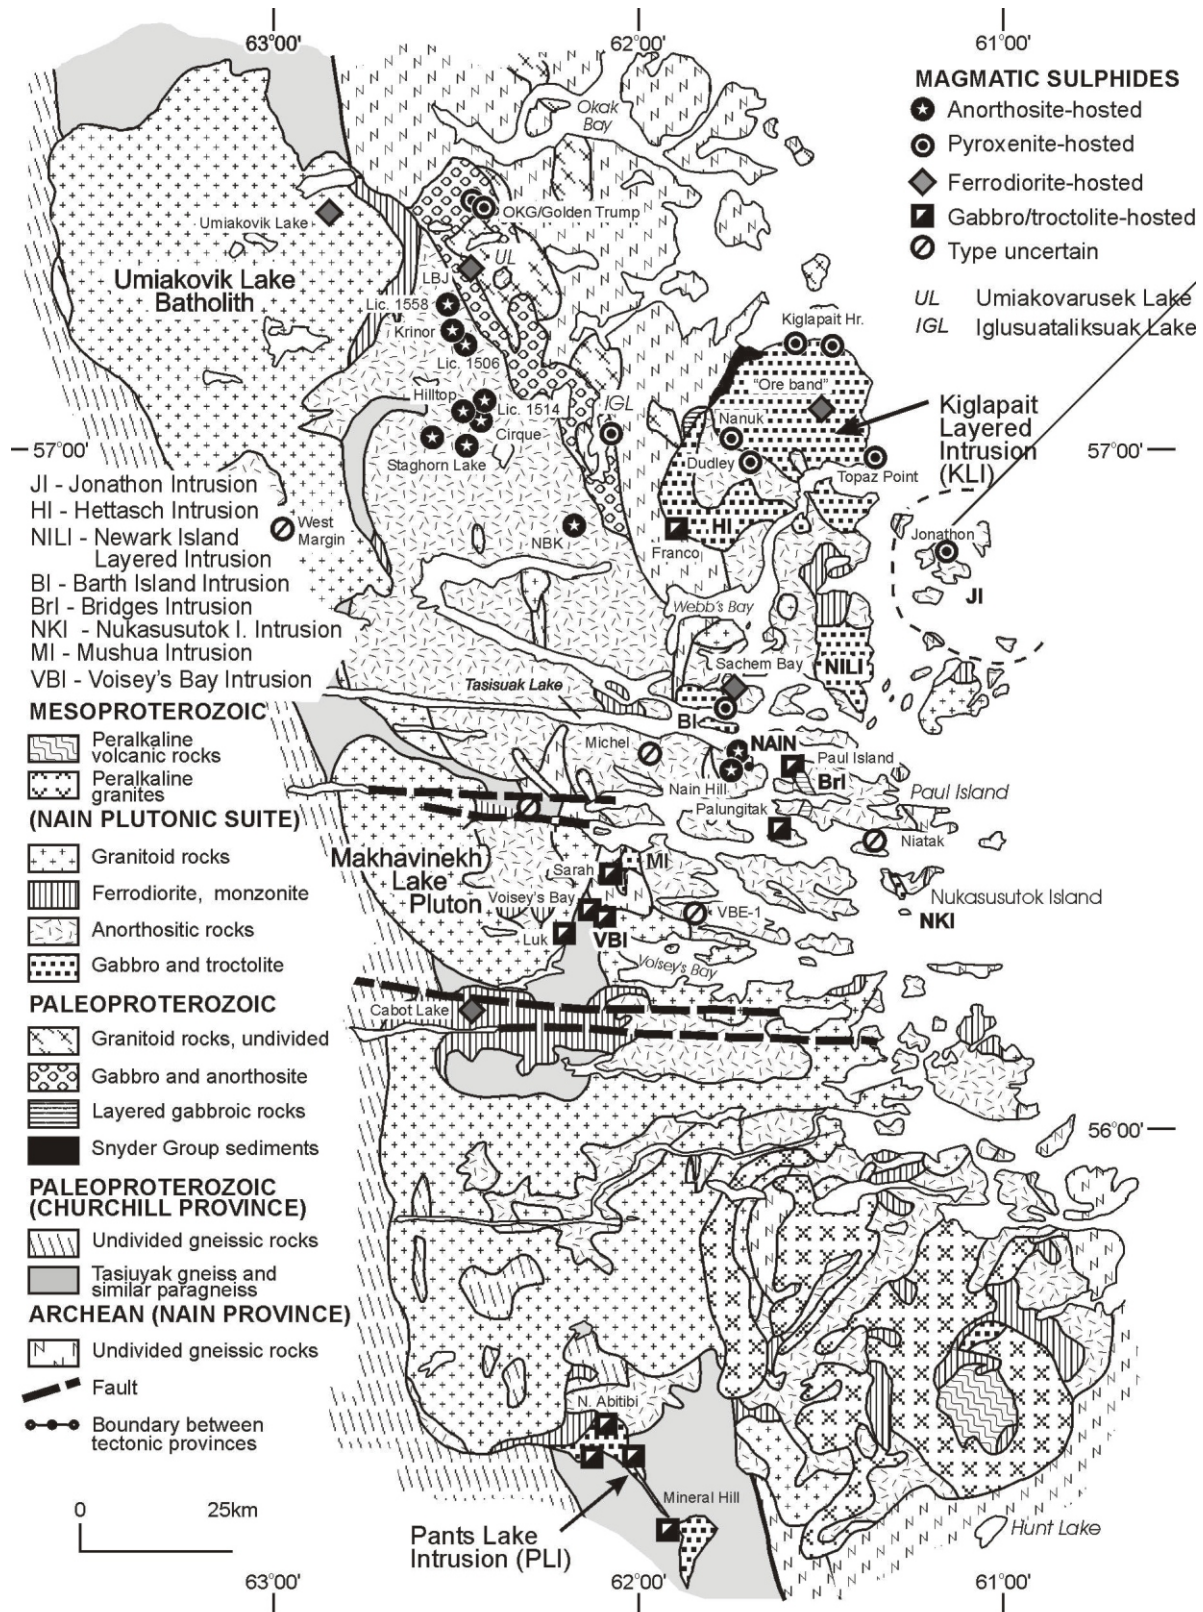 63°00'
62°00'
61°00'
MAGMATIC SULPHIDES
Anorthosite-hosted
Pyroxenite-hosted
Ferrodiorite-hosted
Gabbro/troctolite-hosted
Type uncertain
UL Umiakovarusek Lake
IGL Iglusuataliksuak Lake
Okak
Bay
OKG/Golden Trump
Umiakovik Lake
UL
LBJ
Umiakovik Lake
Batholith
Lic. 1558
Krinor
Lic. 1506
Kiglapait Hr.
"Ore band"
Hilltop
Lic. 1514
IGL
Cirque
Nanuk
Kiglapait
Layered
Intrusion
(KLI)
57°00'
57°00'
Staghorn Lake
Dudley
Topaz Point
JI - Jonathon Intrusion
HI - Hettasch Intrusion
NILI - Newark Island
Layered Intrusion
BI - Barth Island Intrusion
BrI - Bridges Intrusion
NKI - Nukasusutok I. Intrusion
MI - Mushua Intrusion
VBI - Voisey's Bay Intrusion
West
Margin
NBK
Franco
HI
Jonathon
JI
Webb's Bay
Sachem Bay
NILI
Tasisuak Lake
BI
Michel
NAIN
Paul Island
BrI
Nain Hill
Paul Island
Palungitak
Niatak
MESOPROTEROZOIC
Peralkaline
volcanic rocks
Peralkaline
granites
(NAIN PLUTONIC SUITE)
Granitoid rocks
Ferrodiorite, monzonite
Anorthositic rocks
Gabbro and troctolite
Makhavinekh
Lake
Pluton
Sarah
MI
Voisey's Bay
Luk
VBI
VBE-1
Nukasusutok Island
NKI
Voisey's Bay
Cabot Lake
PALEOPROTEROZOIC
Granitoid rocks, undivided
Gabbro and anorthosite
Layered gabbroic rocks
Snyder Group sediments
56°00'
PALEOPROTEROZOIC
(CHURCHILL PROVINCE)
Undivided gneissic rocks
Tasiuyak gneiss and
similar paragneiss
ARCHEAN (NAIN PROVINCE)
Undivided gneissic rocks
Fault
Boundary between
tectonic provinces
N. Abitibi
Mineral Hill
Pants Lake
Intrusion (PLI)
Hunt Lake
0 25km
63°00'
62°00'
61°00'